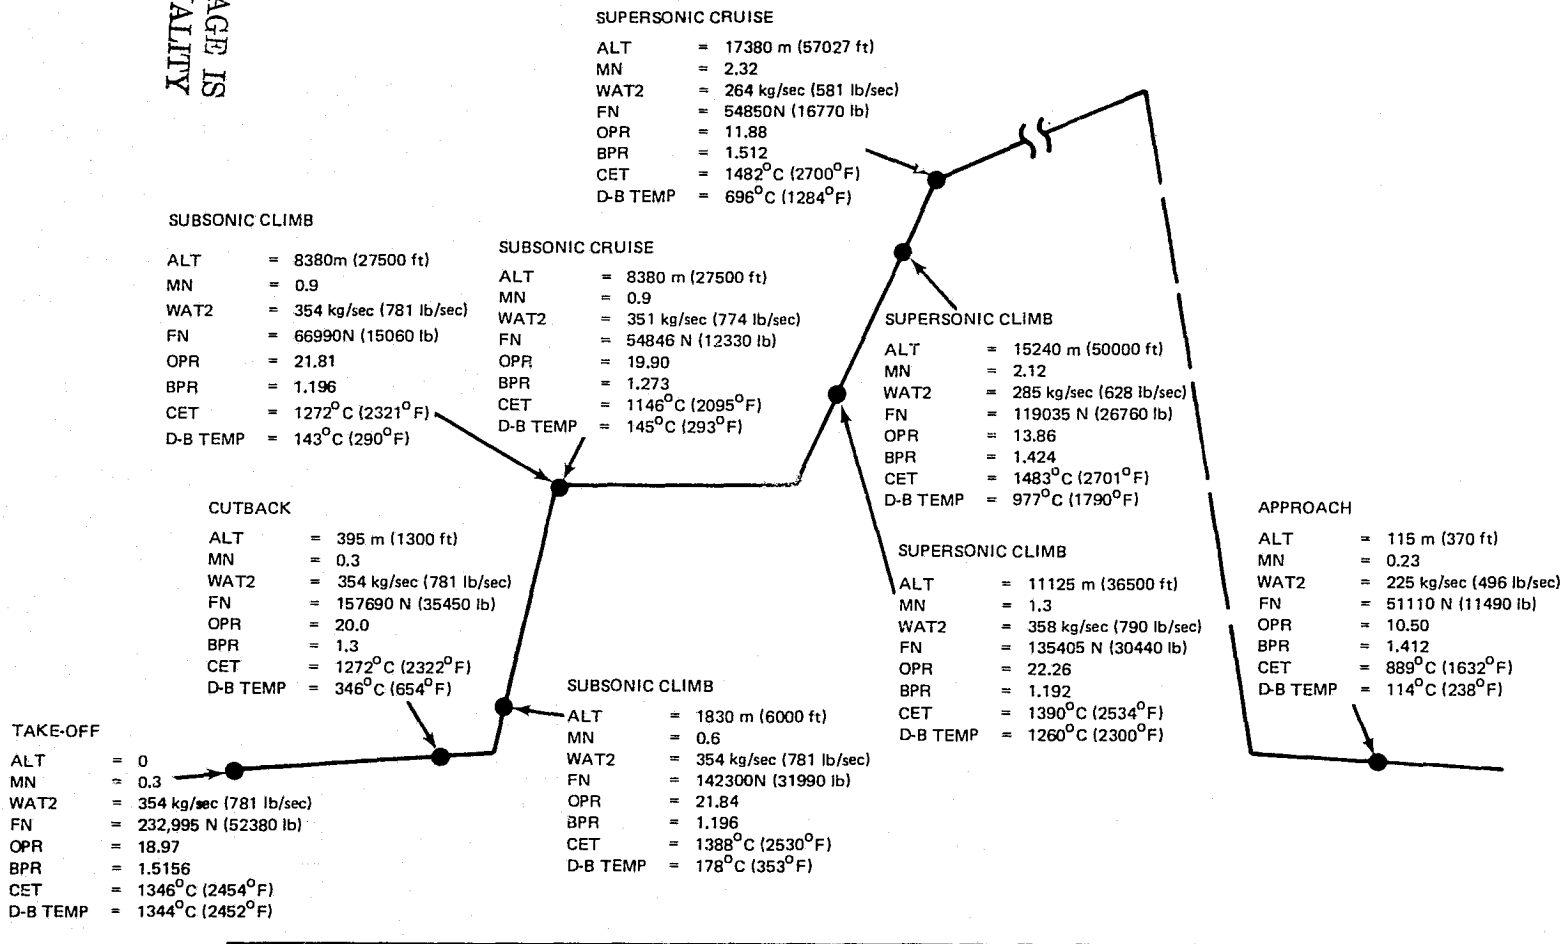 AGE IS
TALITY
SUPERSONIC CRUISE
ALT = 17380 m (57027 ft)
MN = 2.32
WAT2 = 264 kg/sec (581 lb/sec)
FN = 54850N (16770 lb)
OPR = 11.88
BPR = 1.512
CET = 1482°C (2700°F)
D-B TEMP = 696°C (1284°F)
SUBSONIC CLIMB
ALT = 8380m (27500 ft)
MN = 0.9
WAT2 = 354 kg/sec (781 lb/sec)
FN = 66990N (15060 lb)
OPR = 21.81
BPR = 1.196
CET = 1272°C (2321°F)
D-B TEMP = 143°C (290°F)
SUBSONIC CRUISE
ALT = 8380 m (27500 ft)
MN = 0.9
WAT2 = 351 kg/sec (774 lb/sec)
FN = 54846 N (12330 lb)
OPR = 19.90
BPR = 1.273
CET = 1146°C (2095°F)
D-B TEMP = 145°C (293°F)
SUPERSONIC CLIMB
ALT = 15240 m (50000 ft)
MN = 2.12
WAT2 = 285 kg/sec (628 lb/sec)
FN = 119035 N (26760 lb)
OPR = 13.86
BPR = 1.424
CET = 1483°C (2701°F)
D-B TEMP = 977°C (1790°F)
CUTBACK
ALT = 395 m (1300 ft)
MN = 0.3
WAT2 = 354 kg/sec (781 lb/sec)
FN = 157690 N (35450 lb)
OPR = 20.0
BPR = 1.3
CET = 1272°C (2322°F)
D-B TEMP = 346°C (654°F)
SUPERSONIC CLIMB
ALT = 11125 m (36500 ft)
MN = 1.3
WAT2 = 358 kg/sec (790 lb/sec)
FN = 135405 N (30440 lb)
OPR = 22.26
BPR = 1.192
CET = 1390°C (2534°F)
D-B TEMP = 1260°C (2300°F)
APPROACH
ALT = 115 m (370 ft)
MN = 0.23
WAT2 = 225 kg/sec (496 lb/sec)
FN = 51110 N (11490 lb)
OPR = 10.50
BPR = 1.412
CET = 889°C (1632°F)
D-B TEMP = 114°C (238°F)
SUBSONIC CLIMB
ALT = 1830 m (6000 ft)
MN = 0.6
WAT2 = 354 kg/sec (781 lb/sec)
FN = 142300N (31990 lb)
OPR = 21.84
BPR = 1.196
CET = 1388°C (2530°F)
D-B TEMP = 178°C (353°F)
TAKE-OFF
ALT = 0
MN = 0.3
WAT2 = 354 kg/sec (781 lb/sec)
FN = 232,995 N (52380 lb)
OPR = 18.97
BPR = 1.5156
CET = 1346°C (2454°F)
D-B TEMP = 1344°C (2452°F)